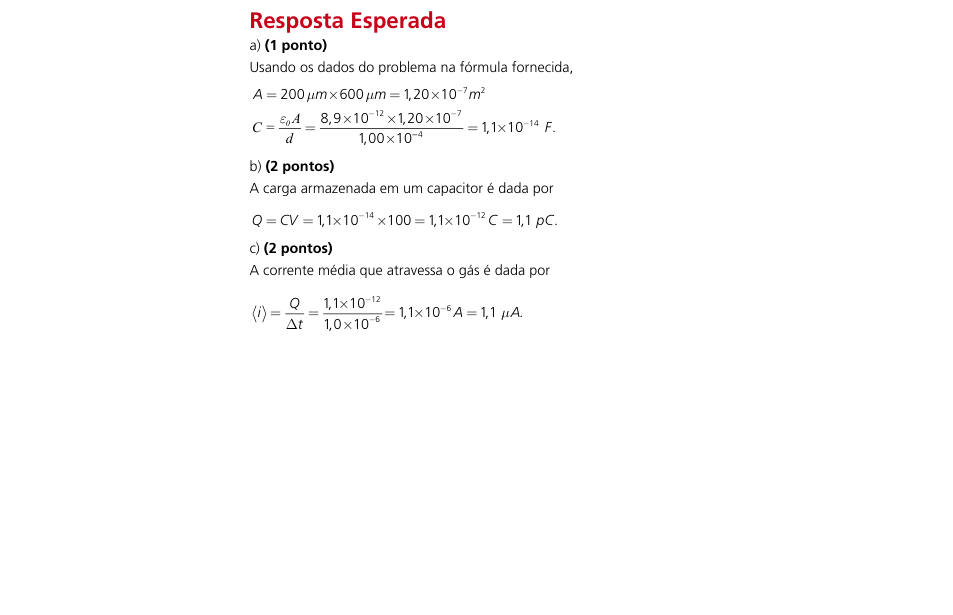 Resposta Esperada
a) (1 ponto)
Usando os dados do problema na fórmula fornecida,
A = 200 μm×600 μm = 1,20×10⁻⁷m²
C = ε₀A/d = 8,9×10⁻¹²×1,20×10⁻⁷/1,00×10⁻⁴ = 1,1×10⁻¹⁴ F.
b) (2 pontos)
A carga armazenada em um capacitor é dada por
Q = CV = 1,1×10⁻¹⁴×100 = 1,1×10⁻¹² C = 1,1 pC.
c) (2 pontos)
A corrente média que atravessa o gás é dada por
⟨i⟩ = Q/Δt = 1,1×10⁻¹²/1,0×10⁻⁶ = 1,1×10⁻⁶ A = 1,1 μA.